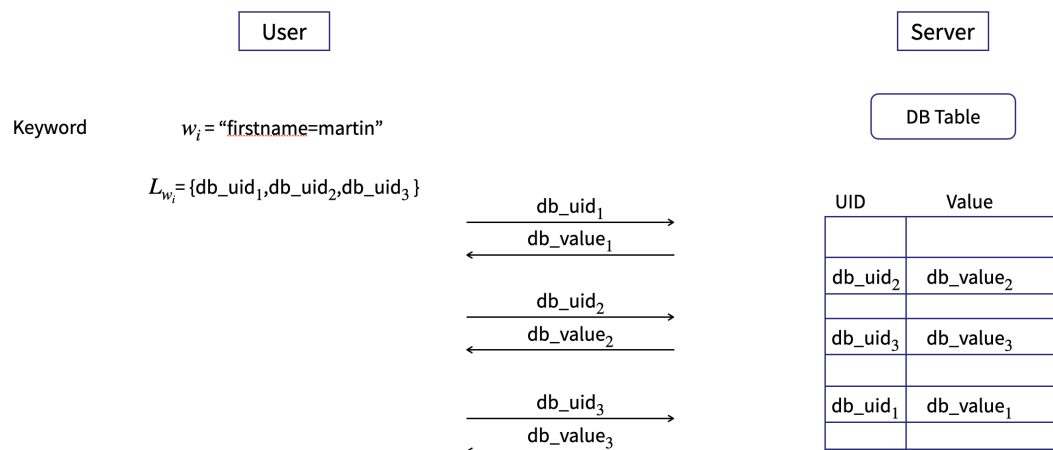 User
Server
Keyword
wᵢ = “firstname=martin”
DB Table
L_wᵢ = {db_uid₁,db_uid₂,db_uid₃ }
UID Value
db_uid₁
db_value₁
db_uid₂
db_value₂
db_uid₃
db_value₃
db_uid₂ db_value₂
db_uid₃ db_value₃
db_uid₁ db_value₁